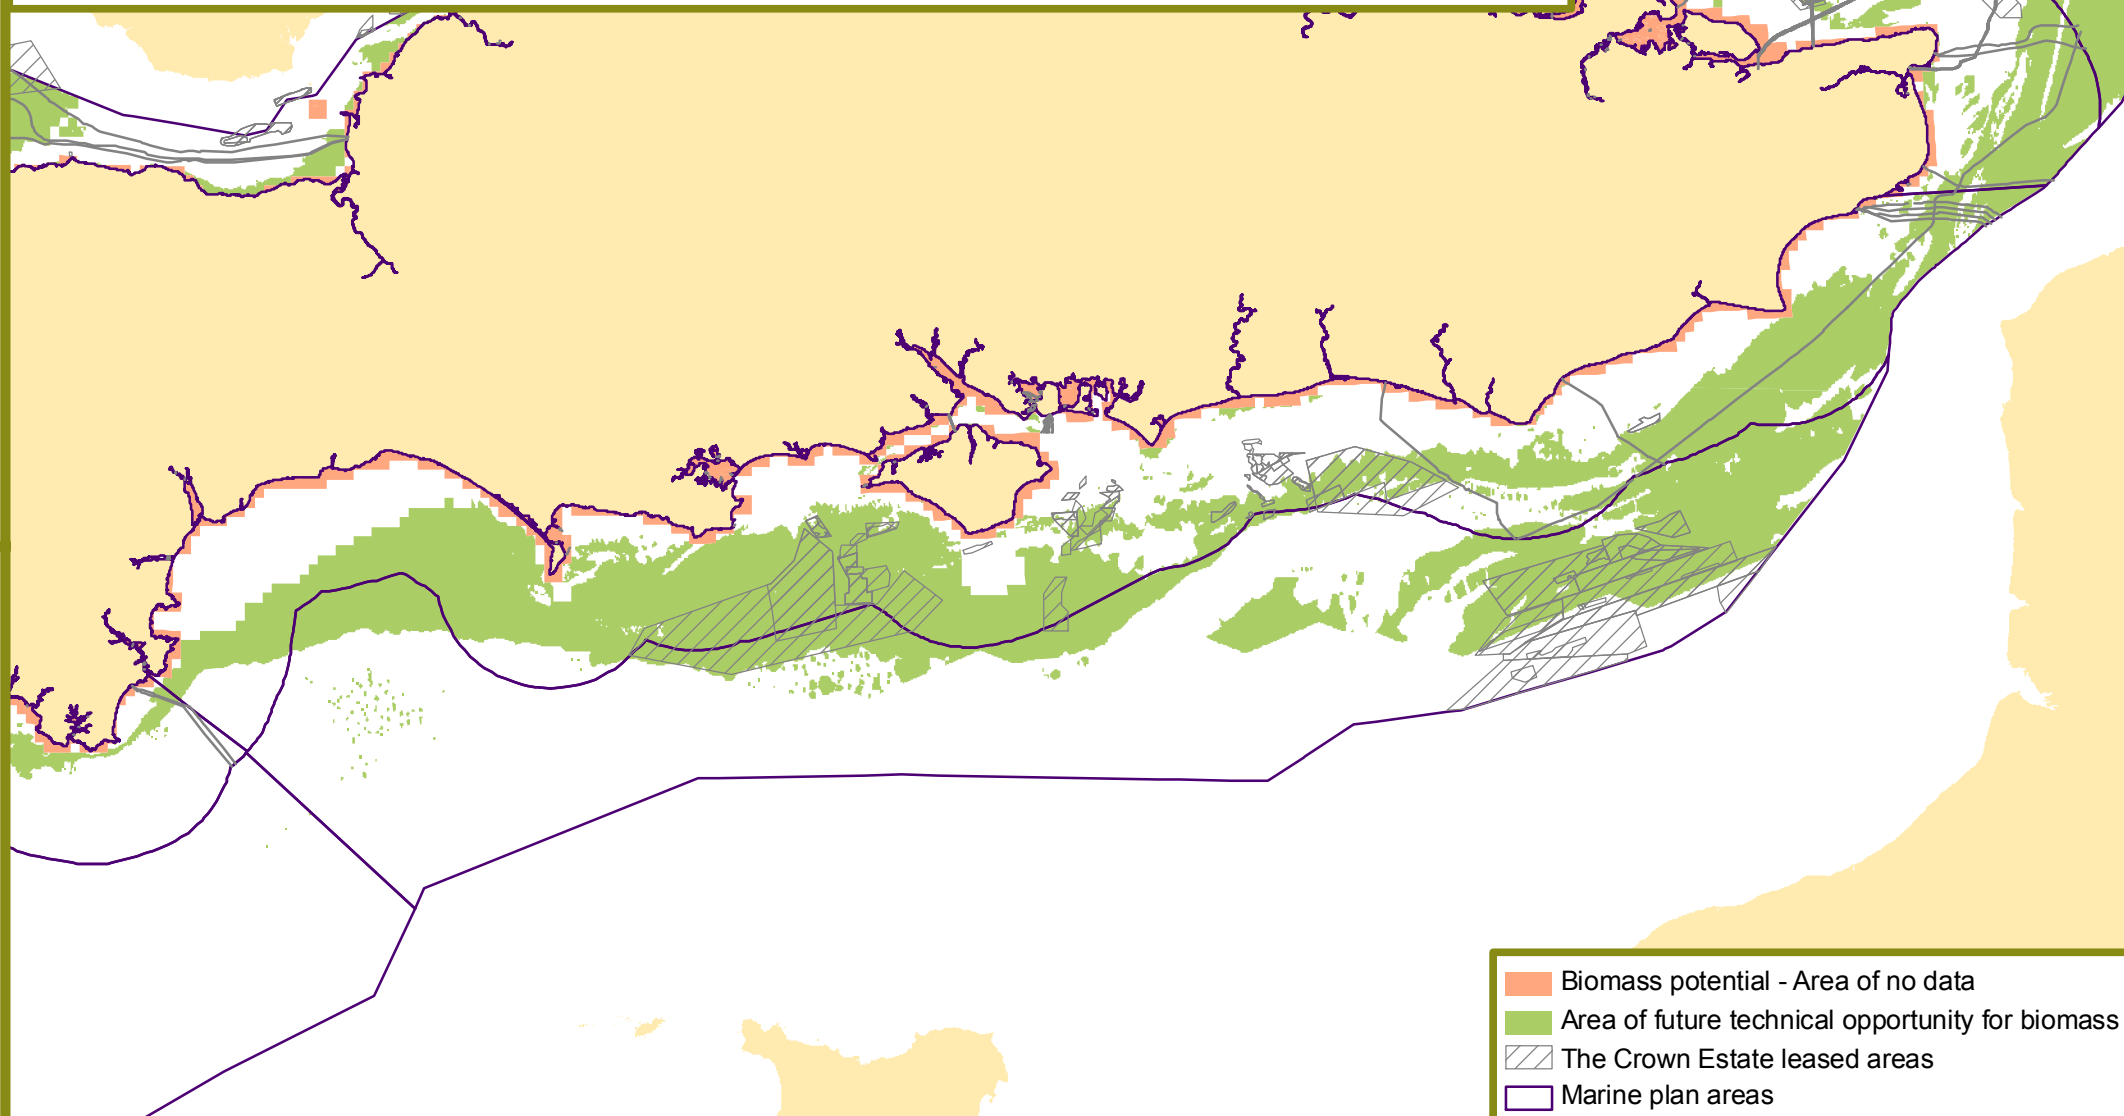 Biomass potential - Area of no data
Area of future technical opportunity for biomass
The Crown Estate leased areas
Marine plan areas